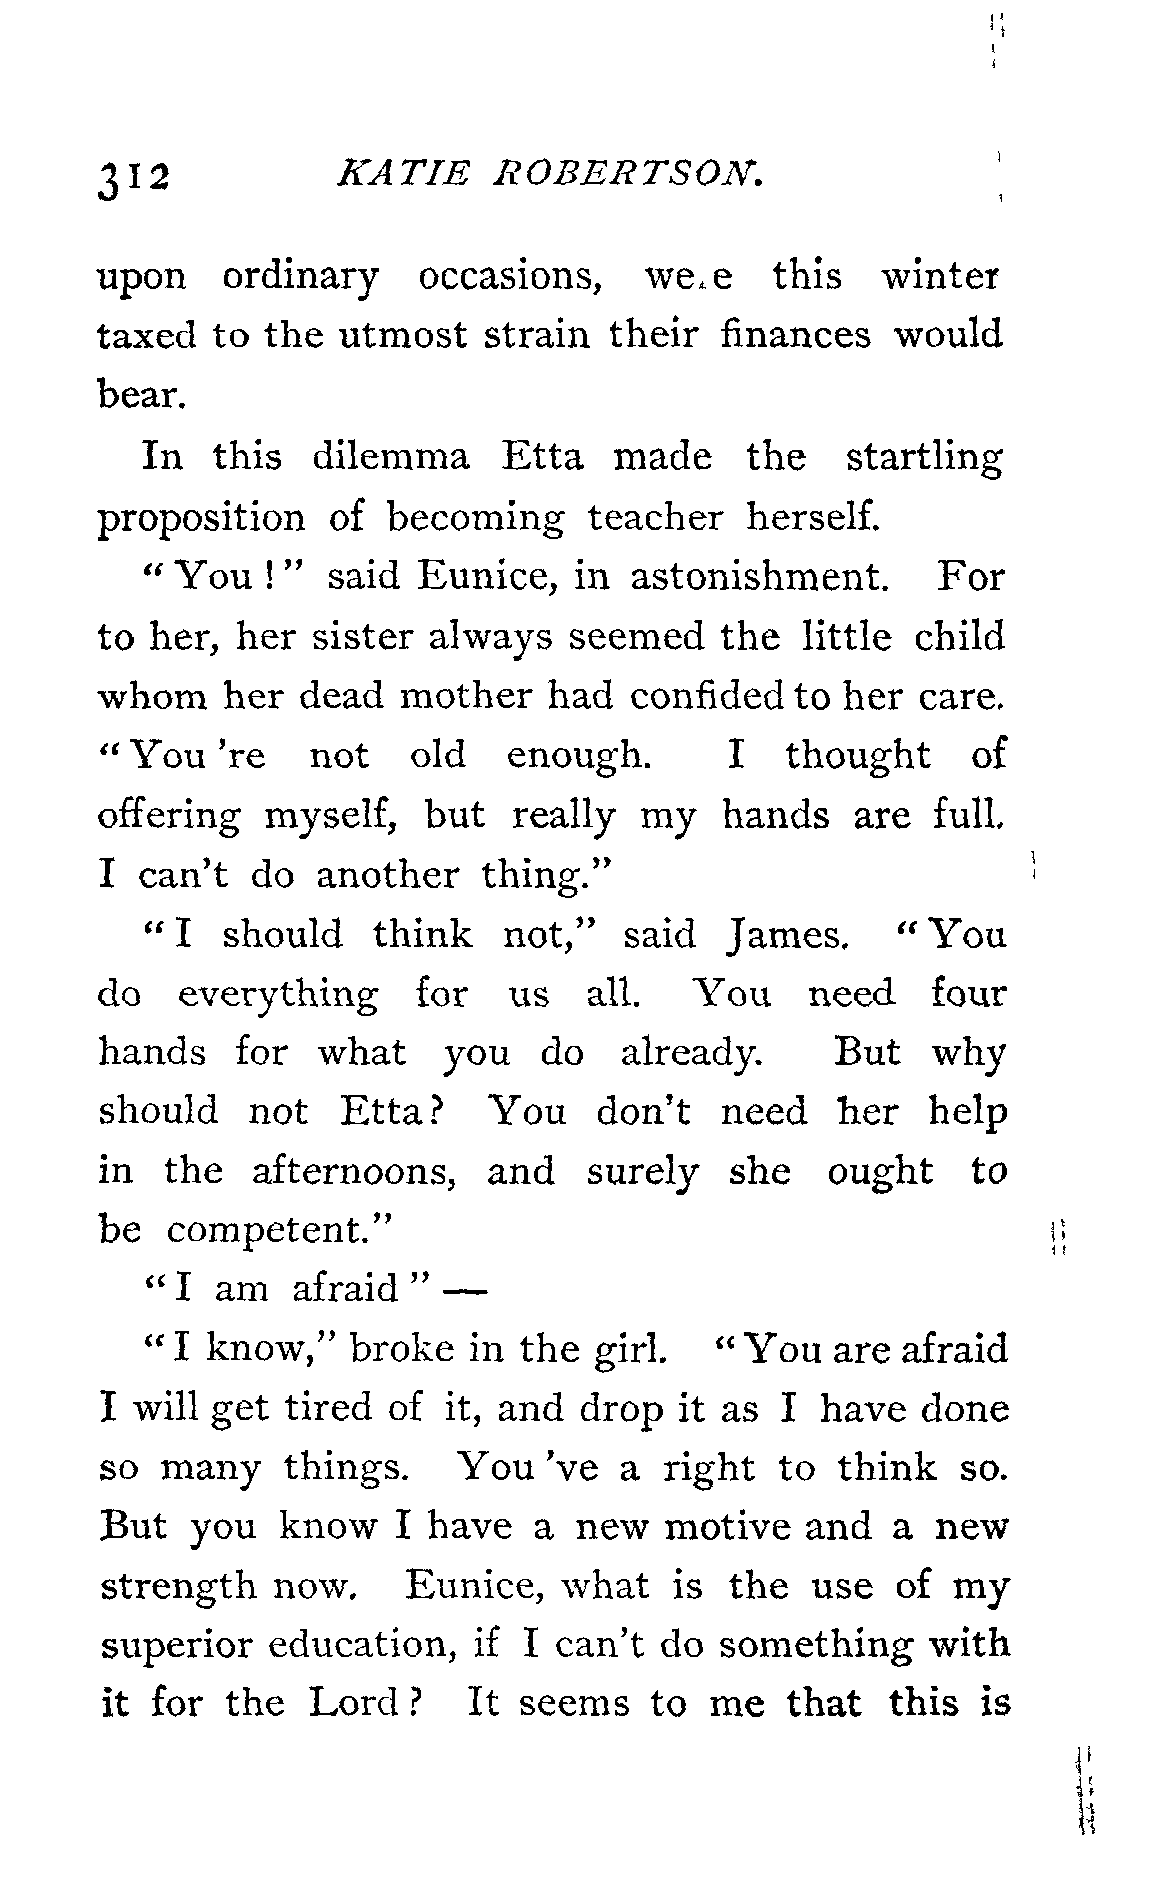 312 KATIE ROBERTSON.
upon ordinary occasions, we.e this winter
taxed to the utmost strain their finances would
bear.
In this dilemma Etta made the startling
proposition of becoming teacher herself.
“ You ! ” said Eunice, in astonishment. For
to her, her sister always seemed the little child
whom her dead mother had confided to her care.
“ You 're not old enough. I thought of
offering myself, but really my hands are full.
I can't do another thing.”
“ I should think not,” said James. “ You
do everything for us all. You need four
hands for what you do already. But why
should not Etta? You don't need her help
in the afternoons, and surely she ought to
be competent.”
“ I am afraid ” —
“ I know,” broke in the girl. “ You are afraid
I will get tired of it, and drop it as I have done
so many things. You 've a right to think so.
But you know I have a new motive and a new
strength now. Eunice, what is the use of my
superior education, if I can't do something with
it for the Lord ? It seems to me that this is